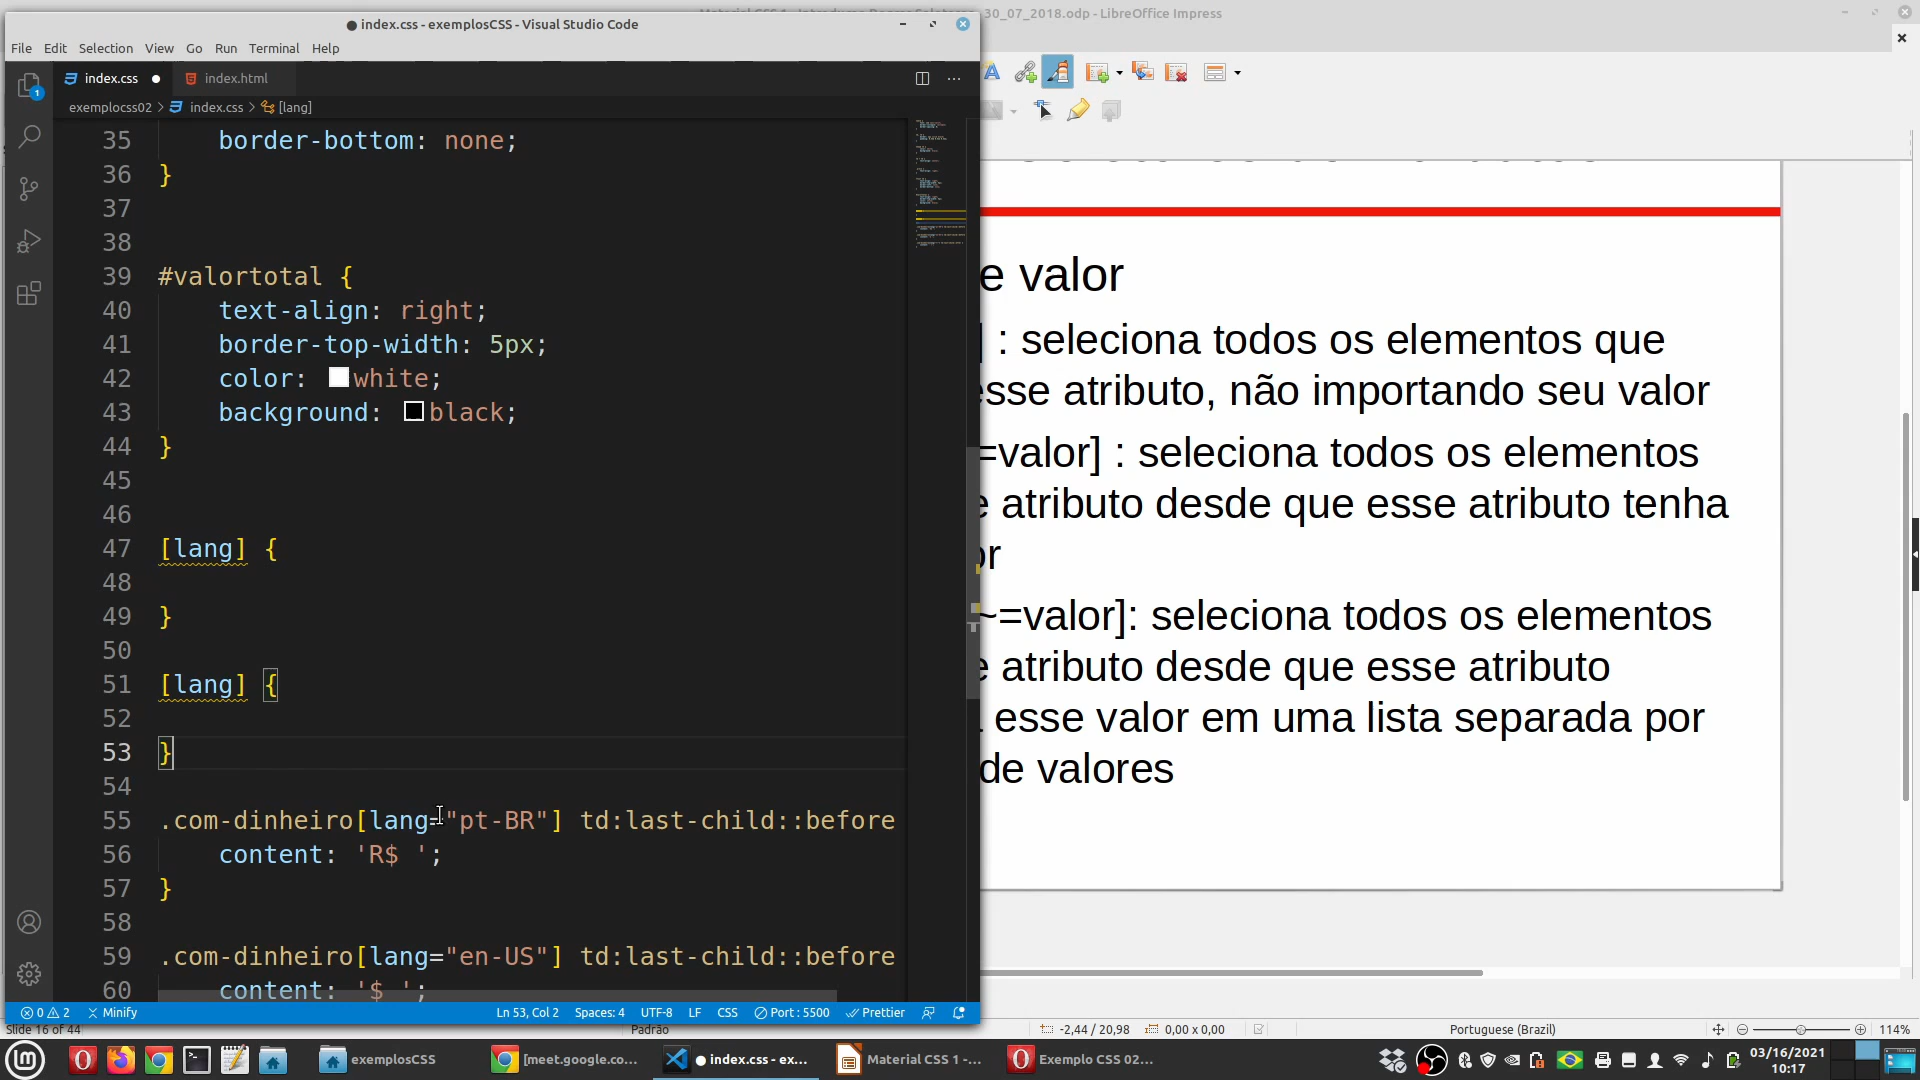 index.css - exemplosCSS - Visual Studio Code
30_07_2018.odp - LibreOffice Impress
File Edit Selection View Go Run Terminal Help
index.css
index.html
exemplocss02 > index.css > [lang]
35 border-bottom: none;
36 }
37
38
39 #valortotal {
40 text-align: right;
41 border-top-width: 5px;
42 color: white;
43 background: black;
44 }
45
46
47 [lang] {
48
49 }
50
51 [lang] {
52
53 }
54
55 .com-dinheiro[lang="pt-BR"] td:last-child::before
56 content: 'R$ ';
57 }
58
59 .com-dinheiro[lang="en-US"] td:last-child::before
60 content: '$ ';
e valor
] : seleciona todos os elementos que
esse atributo, não importando seu valor
=valor] : seleciona todos os elementos
e atributo desde que esse atributo tenha
or
~=valor]: seleciona todos os elementos
e atributo desde que esse atributo
esse valor em uma lista separada por
de valores
0 2 Minify Ln 53, Col 2 Spaces: 4 UTF-8 LF CSS Port : 5500 Prettier
Slide 16 of 44 Padrão -2,44 / 20,98 0,00 x 0,00 Portuguese (Brazil) 114%
exemplosCSS
[meet.google.co...
index.css - ex...
Material CSS 1 -...
Exemplo CSS 02...
03/16/2021
10:17